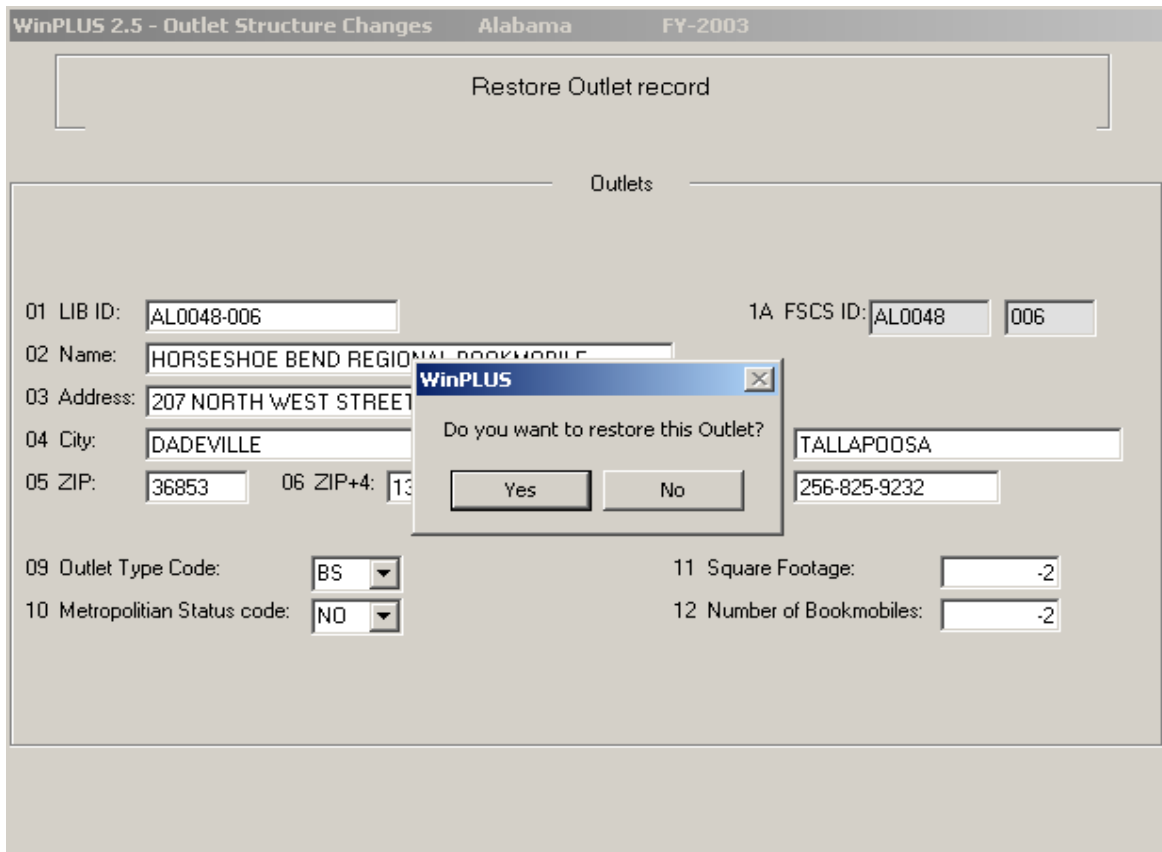 WinPLUS 2.5 - Outlet Structure Changes Alabama FY-2003
Restore Outlet record
Outlets
01 LIB ID: AL0048-006 1A FSCS ID: AL0048 006
02 Name: HORSESHOE BEND REGIONAL BOOKMOBILE
WinPLUS
03 Address: 207 NORTH WEST STREET
Do you want to restore this Outlet?
04 City: DADEVILLE TALLAPOOSA
05 ZIP: 36853 06 ZIP+4: Yes No 256-825-9232
09 Outlet Type Code: BS 11 Square Footage: -2
10 Metropolitian Status code: NO 12 Number of Bookmobiles: -2